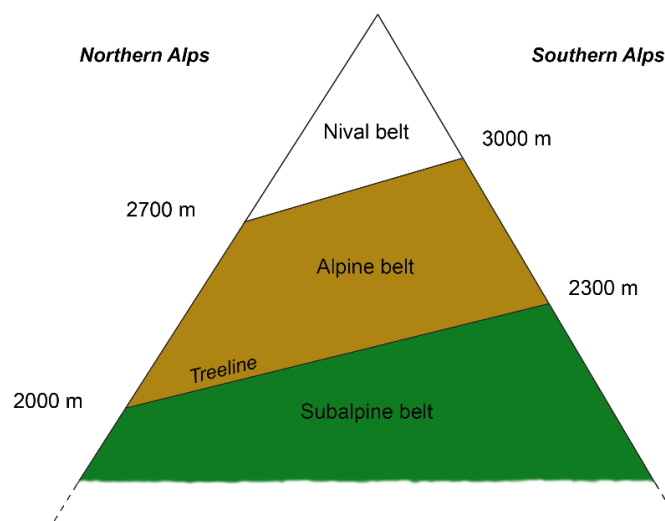 Northern Alps
Southern Alps
Nival belt
3000 m
2700 m
Alpine belt
2300 m
Treeline
2000 m
Subalpine belt